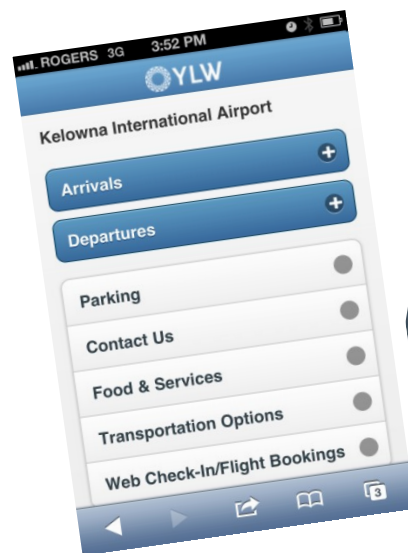 ROGERS 3G 3:52 PM
YLW
Kelowna International Airport
Arrivals
Departures
Parking
Contact Us
Food & Services
Transportation Options
Web Check-In/Flight Bookings
3